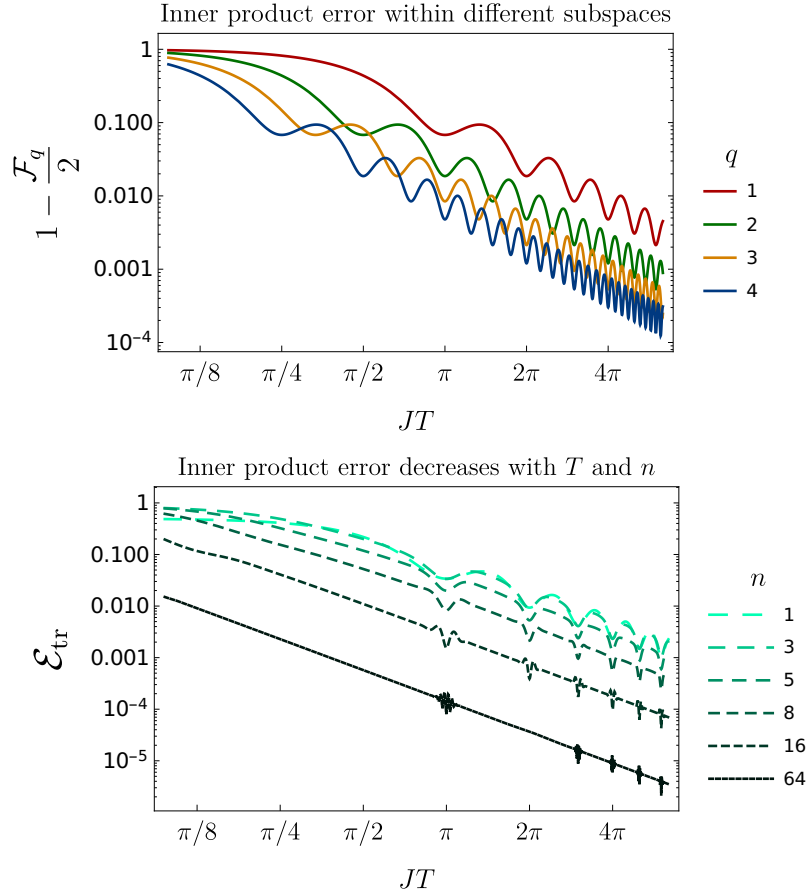 Inner product error within different subspaces
1 − F_q/2
1
0.100
0.010
0.001
10⁻⁴
π/8 π/4 π/2 π 2π 4π
JT
q
1
2
3
4
Inner product error decreases with T and n
ℰ_tr
1
0.100
0.010
0.001
10⁻⁴
10⁻⁵
π/8 π/4 π/2 π 2π 4π
JT
n
1
3
5
8
16
64